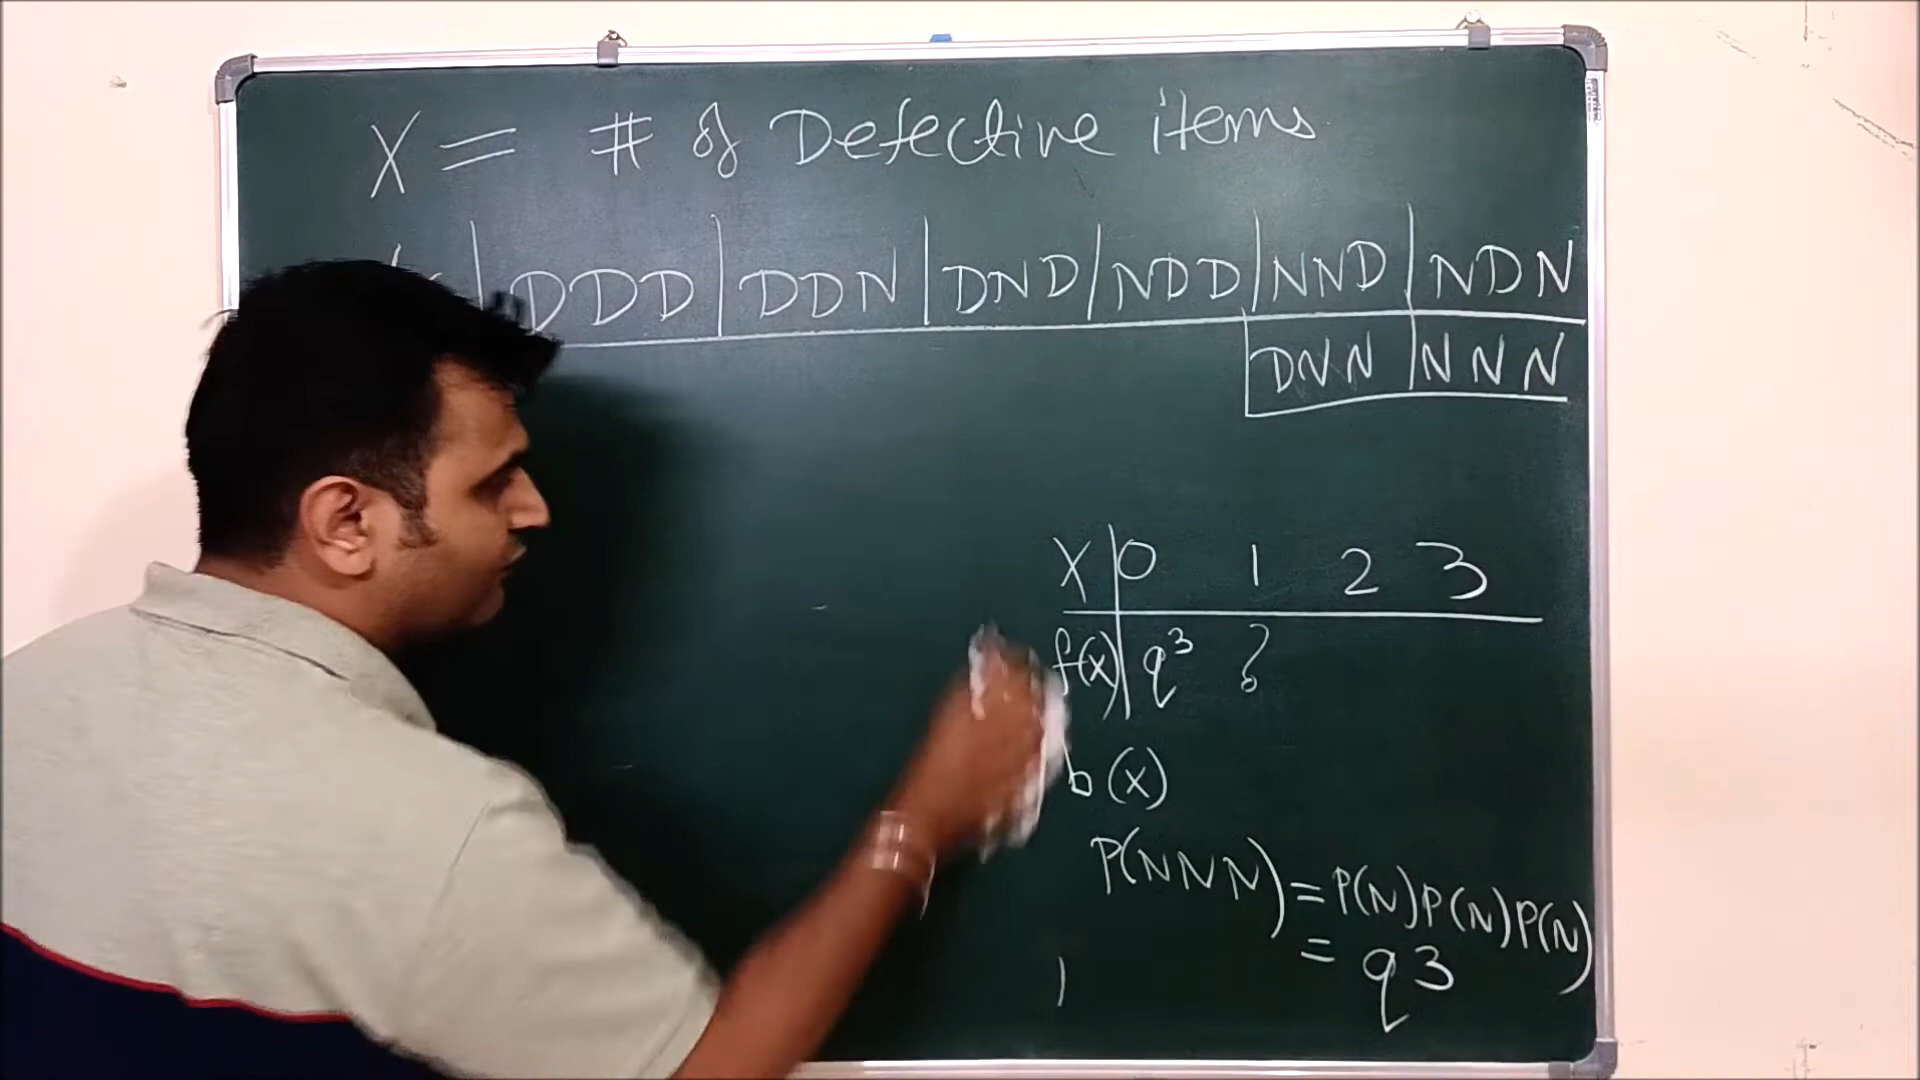 X = # of Defective items
DDD | DDN | DND | NDD | NND | NDN
DNN | NNN
X | 0 1 2 3
f(x) | q³ ?
b(x)
P(NNN) = P(N)P(N)P(N)
= q3